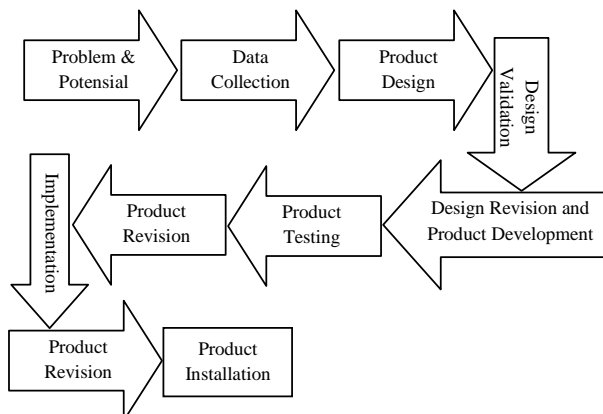 Problem &
Potensial
Data
Collection
Product
Design
Design
Validation
Design Revision and
Product Development
Product
Testing
Product
Revision
Implementation
Product
Revision
Product
Installation